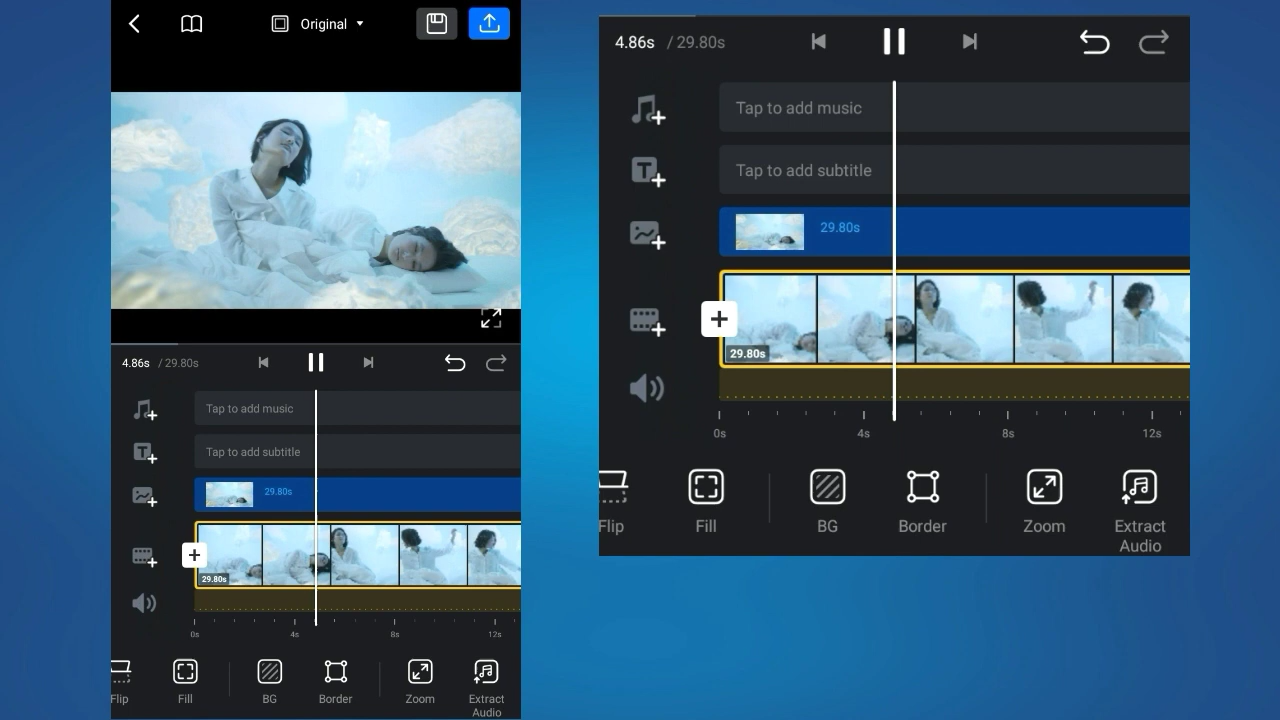 Original
4.86s / 29.80s
Tap to add music
Tap to add subtitle
29.80s
29.80s
0s 4s 8s 12s
Flip Fill BG Border Zoom Extract
Audio
4.86s / 29.80s
Tap to add music
Tap to add subtitle
29.80s
29.80s
0s 4s 8s 12s
Flip Fill BG Border Zoom Extract
Audio